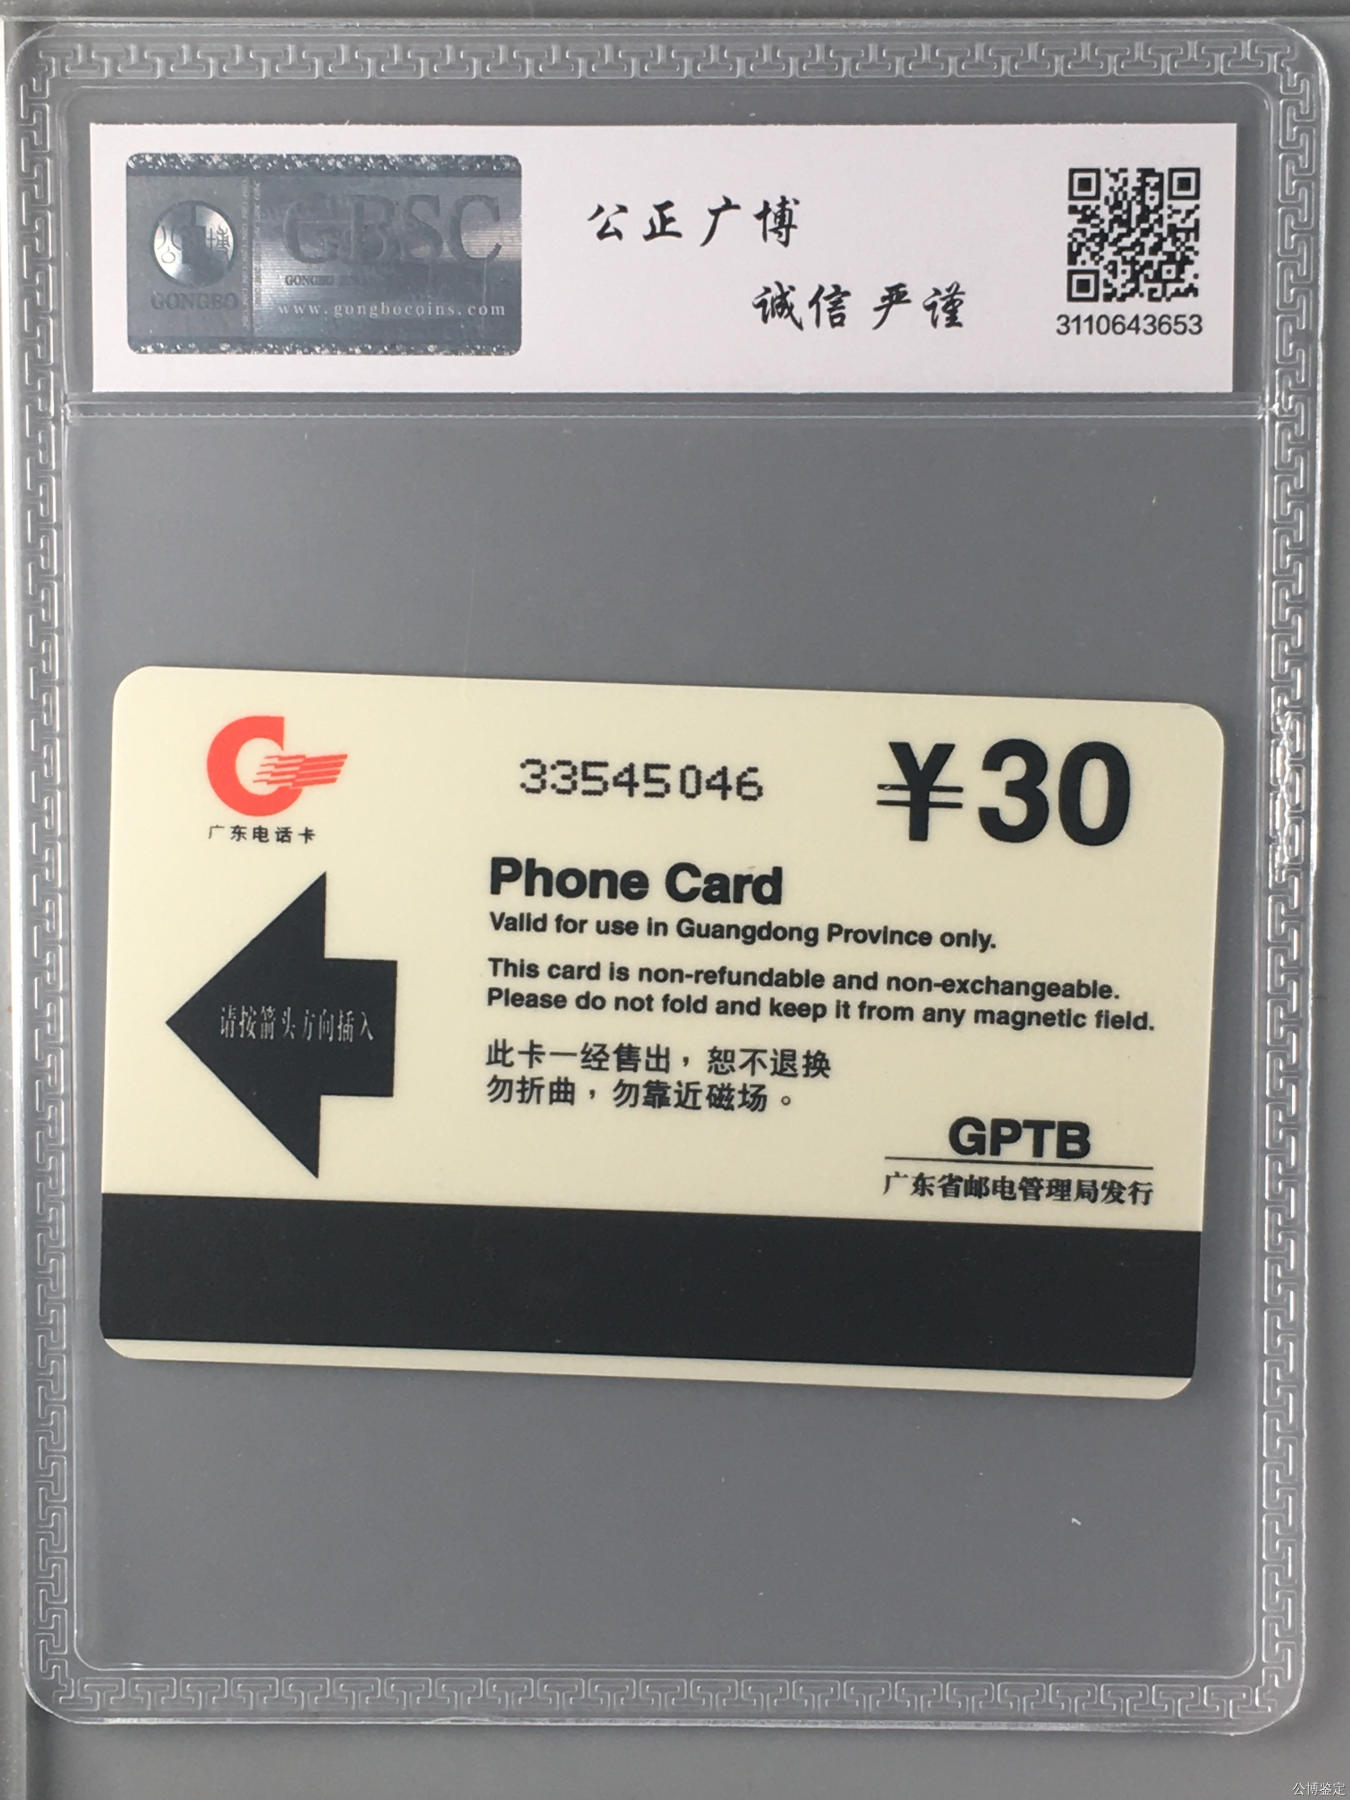 GBSC
GONGBO
www.gongbocoins.com
公正广博
诚信严谨
3110643653
33545046
¥30
广东电话卡
Phone Card
Valid for use in Guangdong Province only.
This card is non-refundable and non-exchangeable.
Please do not fold and keep it from any magnetic field.
请按箭头方向插入
此卡一经售出，恕不退换
勿折曲，勿靠近磁场。
GPTB
广东省邮电管理局发行
公博鉴定